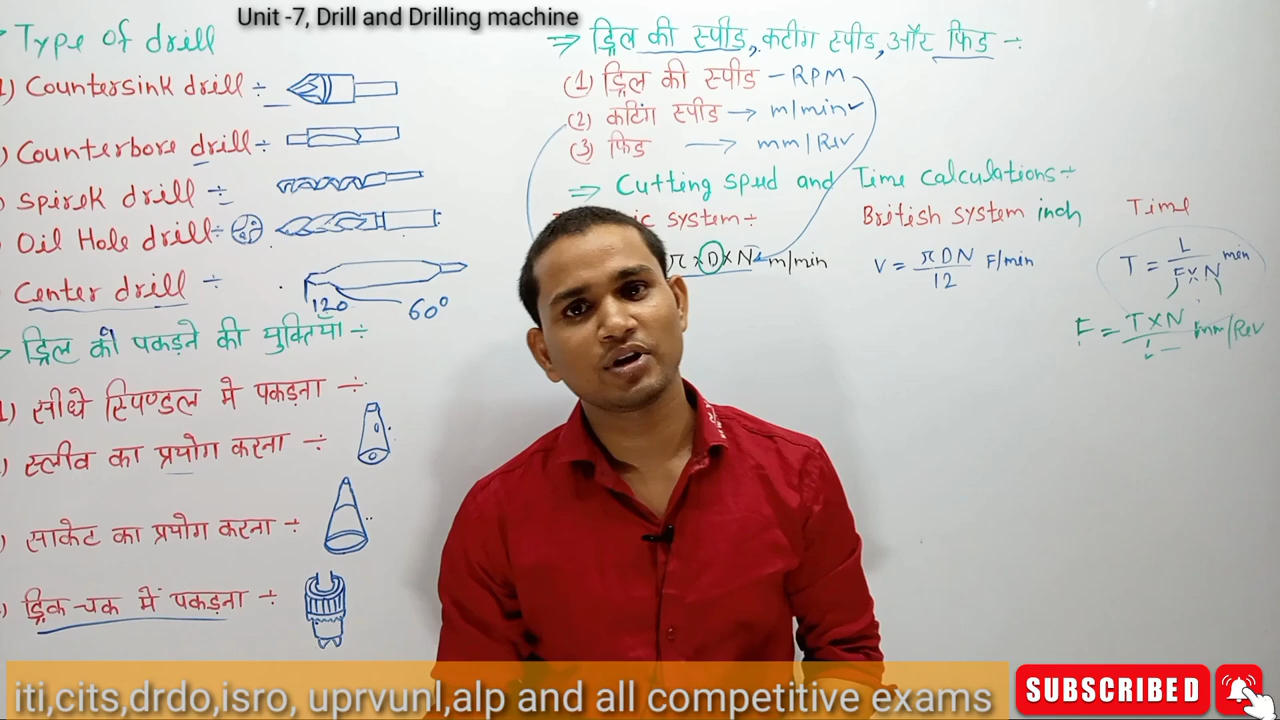 Unit -7, Drill and Drilling machine
Type of drill
1) Countersink drill ÷
) Counterbore drill ÷
) Spirek drill ÷
) Oil Hole drill ÷
) Center drill ÷
120
60°
ड्रिल को पकड़ने की युक्तियाँ ÷
1) सीधे स्पिण्डल मे पकड़ना ÷
) स्लीव का प्रयोग करना ÷
) साकेट का प्रयोग करना ÷
) ड्रिक चक में पकड़ना ÷
⇒ ड्रिल की स्पीड, कटींग स्पीड, और फिड ÷
(1) ड्रिल की स्पीड - RPM
(2) कटिंग स्पीड → m/min
(3) फिड → mm/Rev
⇒ Cutting speed and Time calculations ÷
ic system ÷
π × D × N m/min
British system inch
V = πDN/12 F/min
Time
T = L/F×N min
F = T×N/L mm/Rev
iti,cits,drdo,isro, uprvunl,alp and all competitive exams
SUBSCRIBED